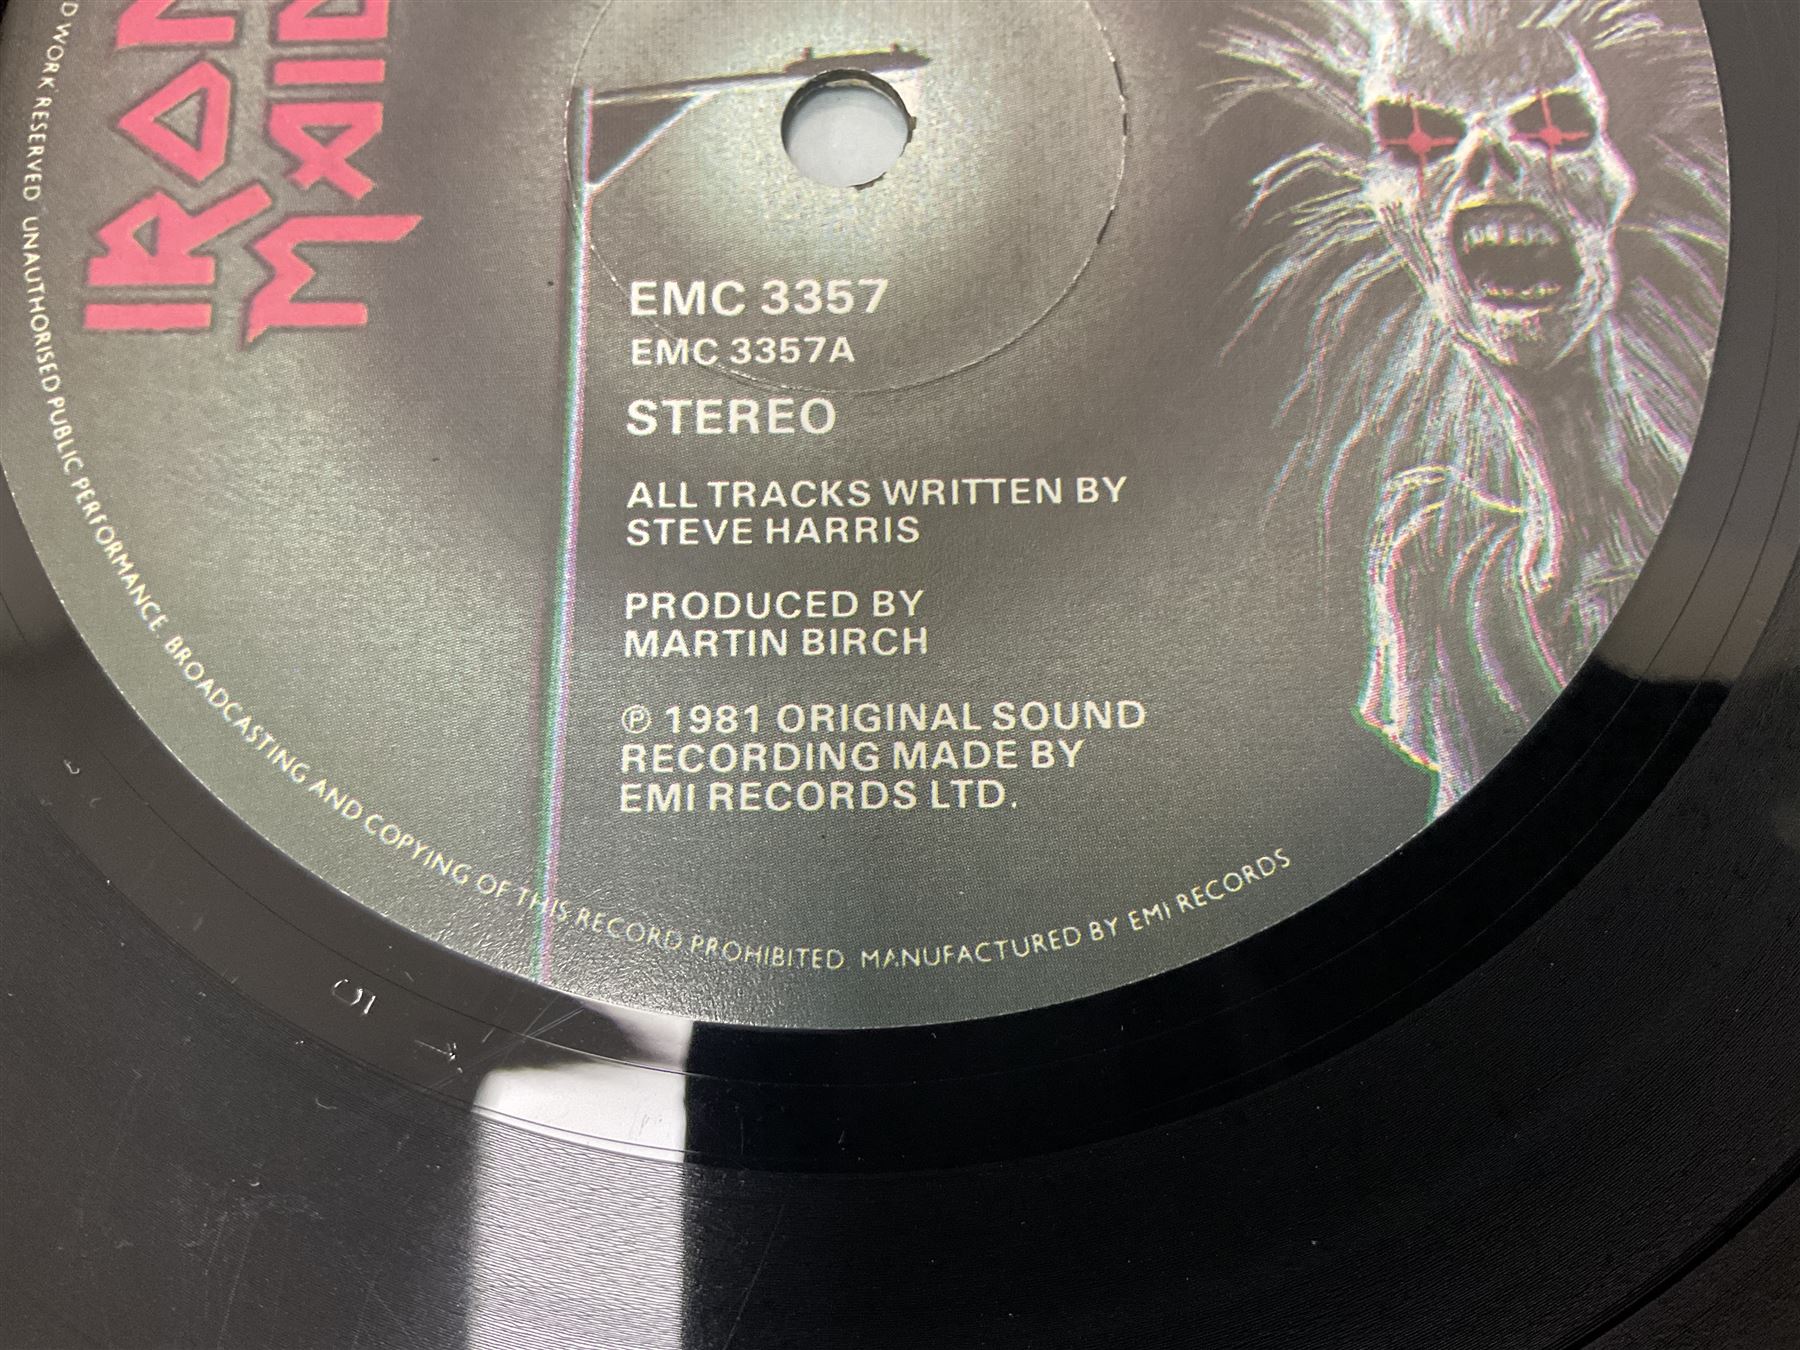 EMC 3357
EMC 3357A
STEREO
ALL TRACKS WRITTEN BY
STEVE HARRIS
PRODUCED BY
MARTIN BIRCH
℗ 1981 ORIGINAL SOUND
RECORDING MADE BY
EMI RECORDS LTD.
WORK RESERVED. UNAUTHORISED PUBLIC PERFORMANCE, BROADCASTING AND COPYING OF THIS RECORD PROHIBITED. MANUFACTURED BY EMI RECORDS